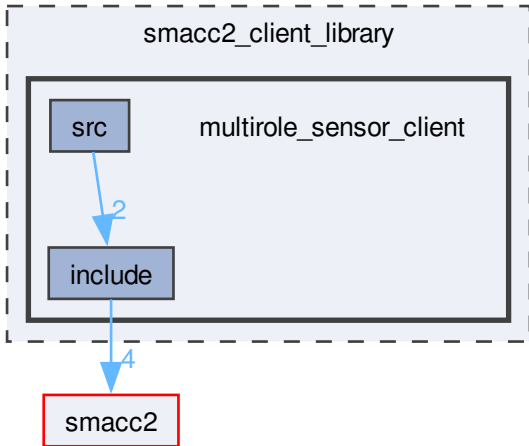 smacc2_client_library
src
multirole_sensor_client
2
include
4
smacc2